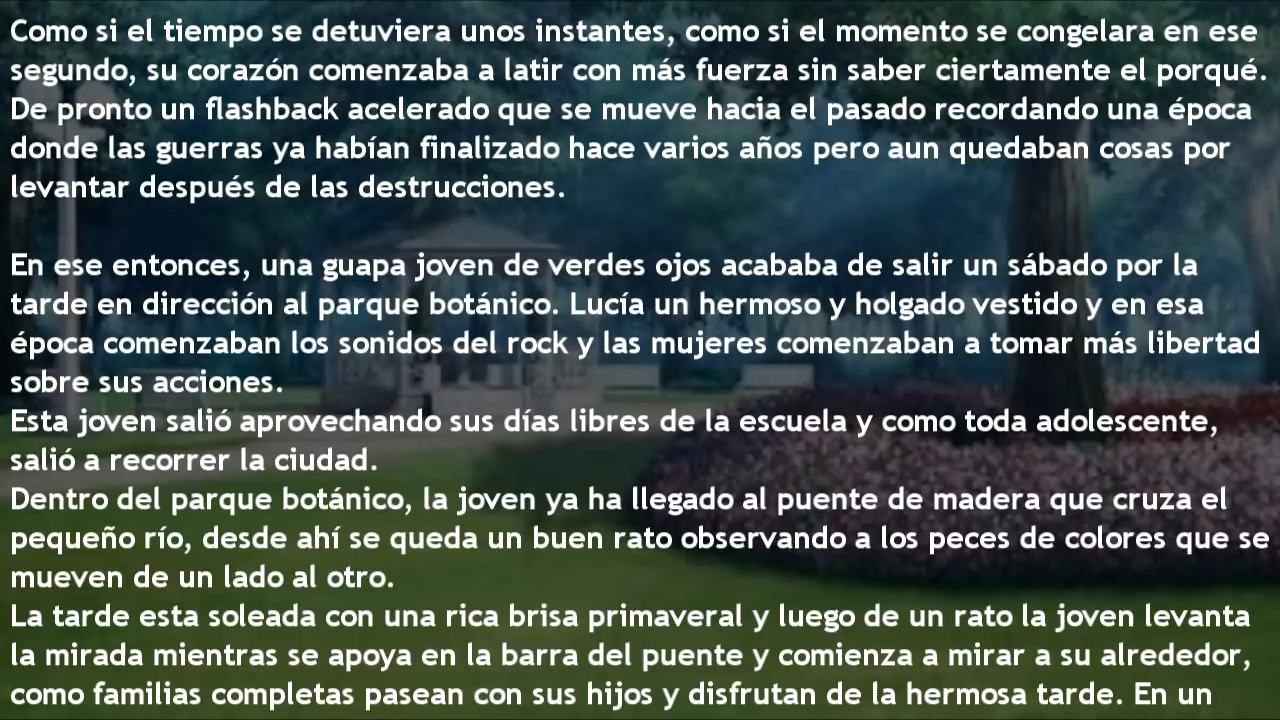 Como si el tiempo se detuviera unos instantes, como si el momento se congelara en ese
segundo, su corazón comenzaba a latir con más fuerza sin saber ciertamente el porqué.
De pronto un flashback acelerado que se mueve hacia el pasado recordando una época
donde las guerras ya habían finalizado hace varios años pero aun quedaban cosas por
levantar después de las destrucciones.
En ese entonces, una guapa joven de verdes ojos acababa de salir un sábado por la
tarde en dirección al parque botánico. Lucía un hermoso y holgado vestido y en esa
época comenzaban los sonidos del rock y las mujeres comenzaban a tomar más libertad
sobre sus acciones.
Esta joven salió aprovechando sus días libres de la escuela y como toda adolescente,
salió a recorrer la ciudad.
Dentro del parque botánico, la joven ya ha llegado al puente de madera que cruza el
pequeño río, desde ahí se queda un buen rato observando a los peces de colores que se
mueven de un lado al otro.
La tarde esta soleada con una rica brisa primaveral y luego de un rato la joven levanta
la mirada mientras se apoya en la barra del puente y comienza a mirar a su alrededor,
como familias completas pasean con sus hijos y disfrutan de la hermosa tarde. En un